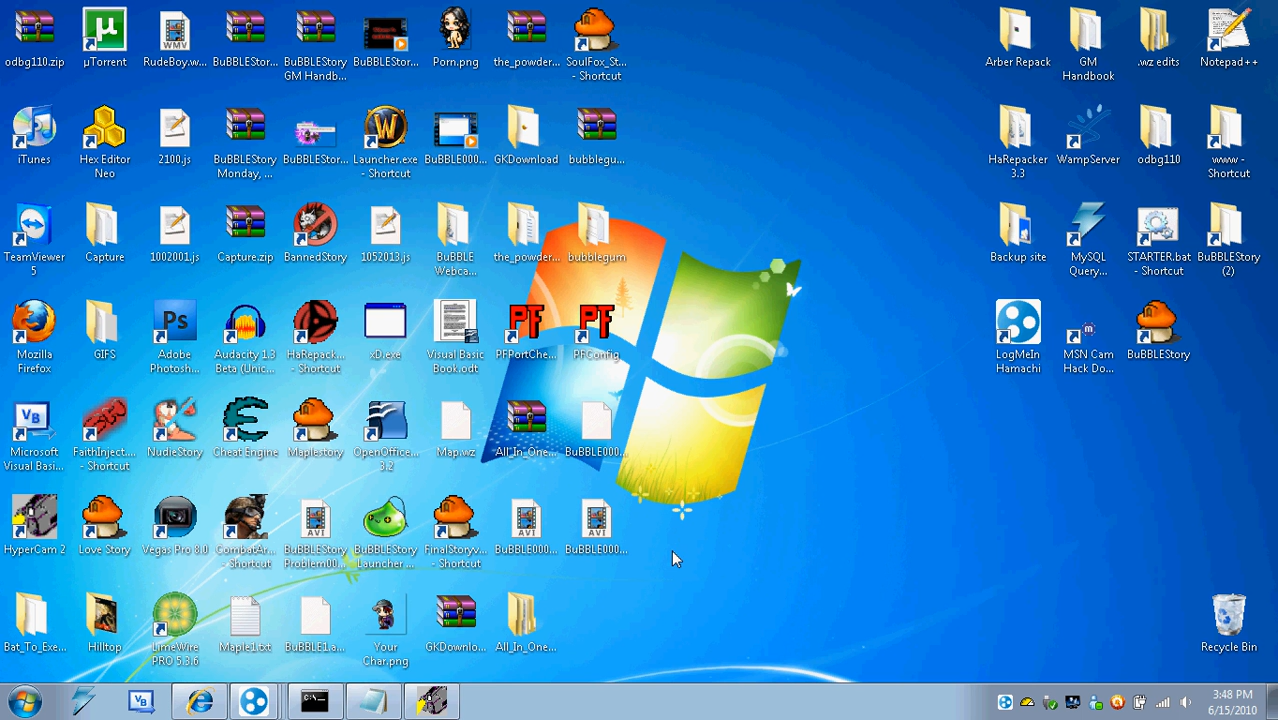 odbg110.zip
µTorrent
RudeBoy.w...
BuBBLEStor...
BuBBLEStor...
GM Handb...
BuBBLEStor...
Porn.png
the_powder...
SoulFox_St...
- Shortcut
Arber Repack
GM
Handbook
.wz edits
Notepad++
iTunes
Hex Editor
Neo
2100.js
BuBBLEStory
Monday, ...
BuBBLEStor...
Launcher.exe
- Shortcut
BuBBLE000...
GKDownload
bubblegu...
HaRepacker
3.3
WampServer
odbg110
www -
Shortcut
TeamViewer
5
Capture
1002001.js
Capture.zip
BannedStory
1052013.js
BuBBLE
Webca...
the_powder...
bubblegum
Backup site
MySQL
Query...
STARTER.bat
- Shortcut
BuBBLEStory
(2)
Mozilla
Firefox
GIFS
Adobe
Photosh...
Audacity 1.3
Beta (Unic...
HaRepack...
- Shortcut
xD.exe
Visual Basic
Book.odt
PFPortChe...
PFConfig
LogMeIn
Hamachi
MSN Cam
Hack Do...
BuBBLEStory
Microsoft
Visual Basi...
FaithInject...
- Shortcut
NudieStory
Cheat Engine
Maplestory
OpenOffice...
3.2
Map.wz
All_In_One...
BuBBLE000...
HyperCam 2
Love Story
Vegas Pro 8.0
CombatAr...
- Shortcut
BuBBLEStory
Problem00...
BuBBLEStory
Launcher ...
FinalStoryv...
- Shortcut
BuBBLE000...
BuBBLE000...
Bat_To_Exe...
Hilltop
LimeWire
PRO 5.3.6
Maple1.txt
BuBBLE1.a...
Your
Char.png
GKDownlo...
All_In_One...
Recycle Bin
3:48 PM
6/15/2010